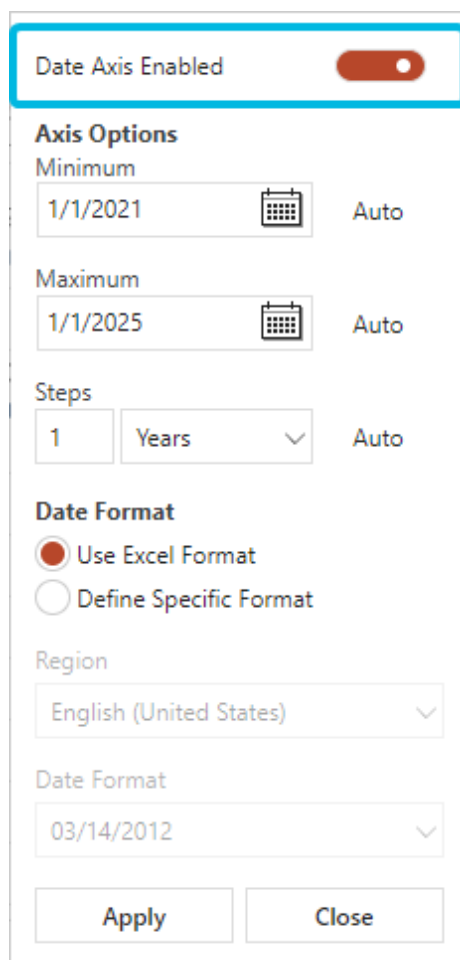 Date Axis Enabled
Axis Options
Minimum
1/1/2021 Auto
Maximum
1/1/2025 Auto
Steps
1 Years Auto
Date Format
Use Excel Format
Define Specific Format
Region
English (United States)
Date Format
03/14/2012
Apply Close